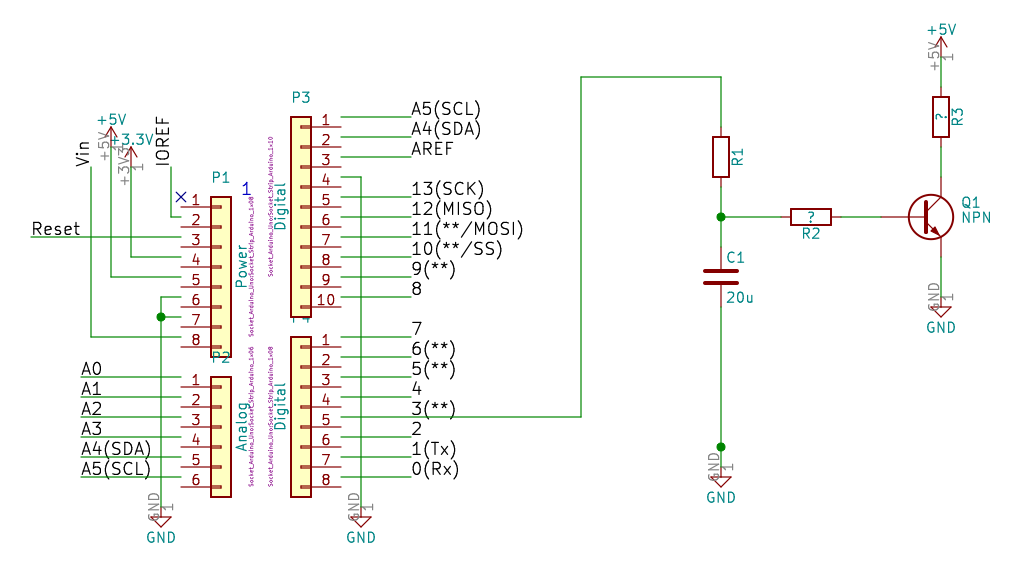 +5V
+5V
1
R3
?
Q1
NPN
GND
1
GND
R1
?
R2
C1
20u
GND
1
GND
+5V
+5V
1
+3.3V
+3V3
1
Vin
IOREF
Reset
P1
1
Power
Socket_Arduino_Uno:Socket_Strip_Arduino_1x08
1
2
3
4
5
6
7
8
P2
Analog
Socket_Arduino_Uno:Socket_Strip_Arduino_1x06
A0
A1
A2
A3
A4(SDA)
A5(SCL)
1
2
3
4
5
6
GND
1
GND
P3
Digital
Socket_Arduino_Uno:Socket_Strip_Arduino_1x10
1
2
3
4
5
6
7
8
9
10
A5(SCL)
A4(SDA)
AREF
13(SCK)
12(MISO)
11(**/MOSI)
10(**/SS)
9(**)
8
Digital
Socket_Arduino_Uno:Socket_Strip_Arduino_1x08
1
2
3
4
5
6
7
8
7
6(**)
5(**)
4
3(**)
2
1(Tx)
0(Rx)
GND
1
GND